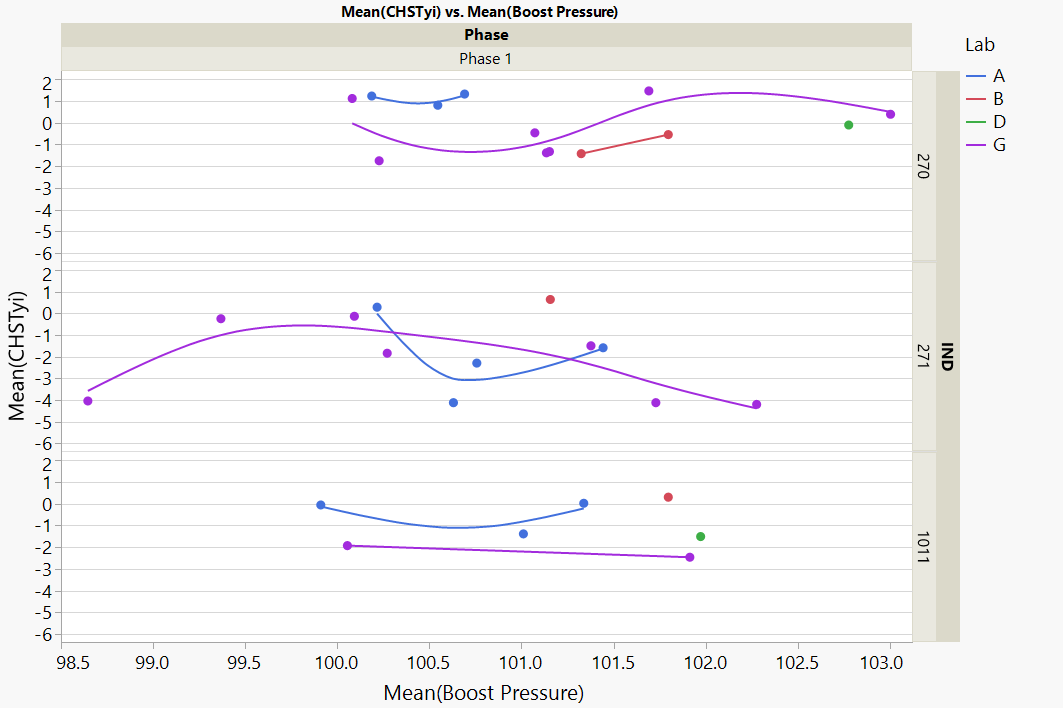 Mean(CHSTyi) vs. Mean(Boost Pressure)
Phase
Phase 1
Lab
A
B
D
G
2
1
0
-1
-2
-3
-4
-5
-6
270
2
1
0
-1
-2
-3
-4
-5
-6
271
2
1
0
-1
-2
-3
-4
-5
-6
1011
IND
Mean(CHSTyi)
98.5 99.0 99.5 100.0 100.5 101.0 101.5 102.0 102.5 103.0
Mean(Boost Pressure)